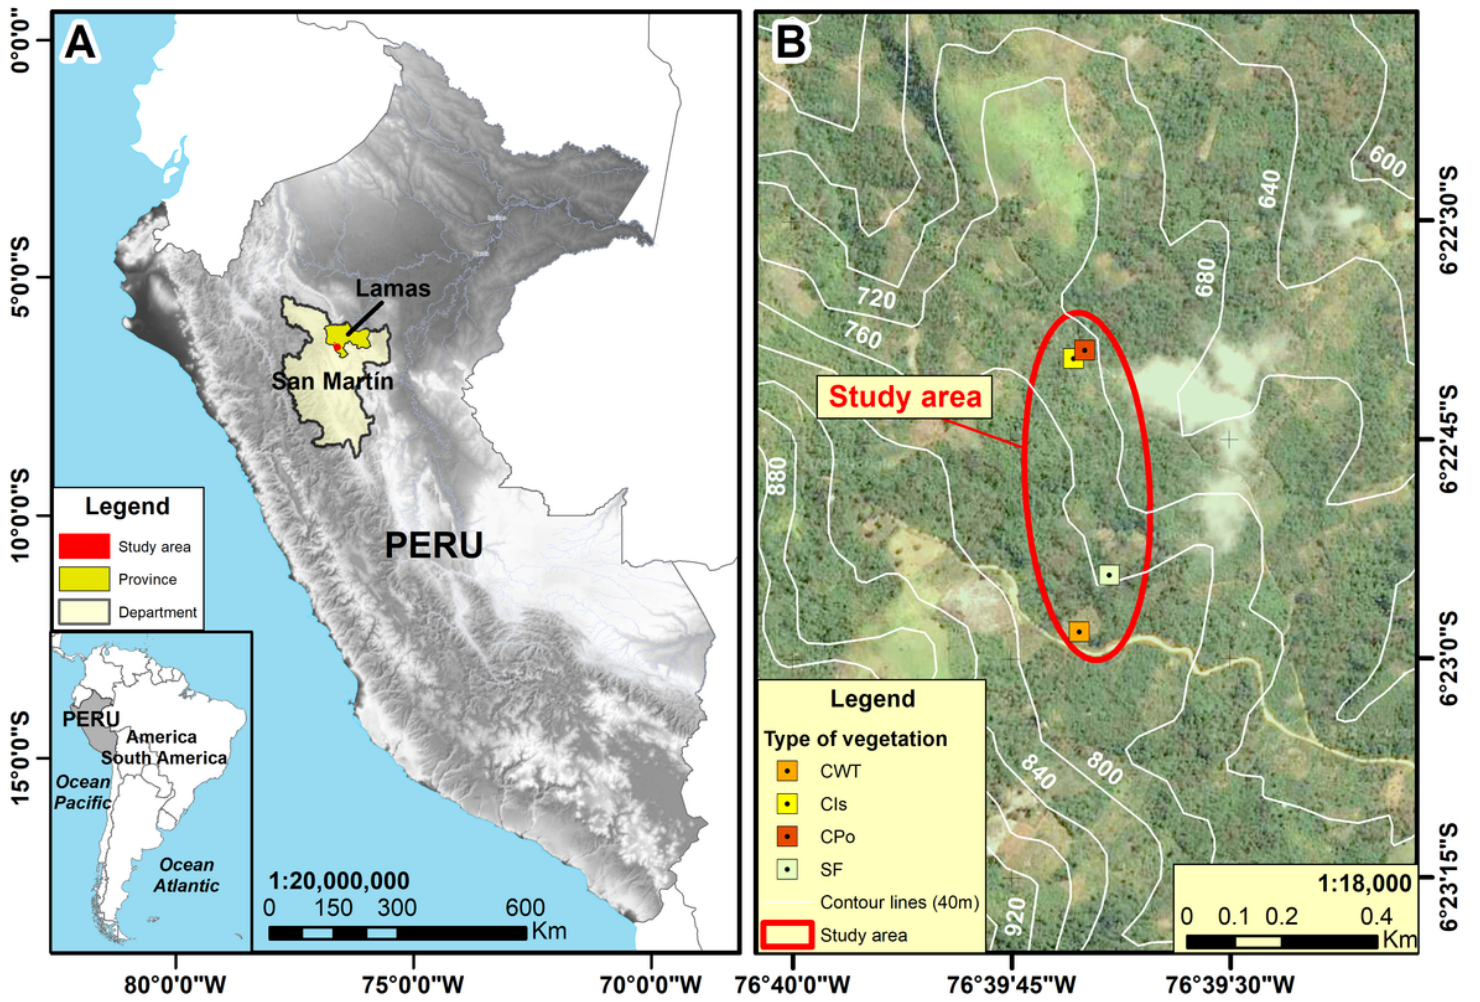 A
0°0'0"
5°0'0"S
10°0'0"S
15°0'0"S
Lamas
San Martín
PERU
Legend
Study area
Province
Department
PERU
America
South America
Ocean
Pacific
Ocean
Atlantic
1:20,000,000
0 150 300 600
Km
80°0'0"W 75°0'0"W 70°0'0"W
B
600
640
680
720
760
880
Study area
840
800
920
Legend
Type of vegetation
CWT
CIs
CPo
SF
Contour lines (40m)
Study area
1:18,000
0 0.1 0.2 0.4
Km
6°22'30"S
6°22'45"S
6°23'0"S
6°23'15"S
76°40'0"W 76°39'45"W 76°39'30"W